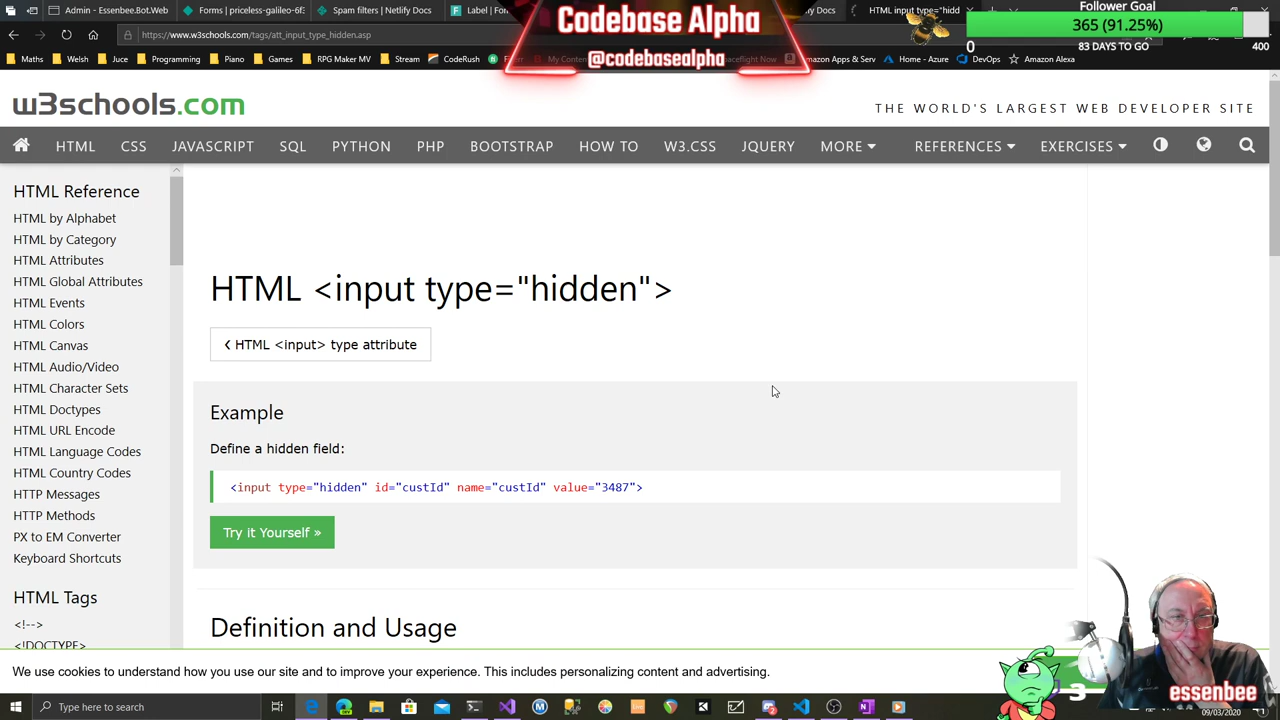 Admin - Essenbee.Bot.Web
Forms | priceless-galileo-6f
Spam filters | Netlify Docs
Label | Fon
y Docs
HTML input type="hidd
https://www.w3schools.com/tags/att_input_type_hidden.asp
Codebase Alpha
@codebasealpha
Follower Goal
365 (91.25%)
0
83 DAYS TO GO
400
Maths
Welsh
Juce
Programming
Piano
Games
RPG Maker MV
Stream
CodeRush
Amazon Apps & Serv
Home - Azure
DevOps
Amazon Alexa
w3schools.com
THE WORLD'S LARGEST WEB DEVELOPER SITE
HTML
CSS
JAVASCRIPT
SQL
PYTHON
PHP
BOOTSTRAP
HOW TO
W3.CSS
JQUERY
MORE
REFERENCES
EXERCISES
HTML Reference
HTML by Alphabet
HTML by Category
HTML Attributes
HTML Global Attributes
HTML Events
HTML Colors
HTML Canvas
HTML Audio/Video
HTML Character Sets
HTML Doctypes
HTML URL Encode
HTML Language Codes
HTML Country Codes
HTTP Messages
HTTP Methods
PX to EM Converter
Keyboard Shortcuts
HTML Tags
<!-->
<!DOCTYPE>
HTML <input type="hidden">
❮ HTML <input> type attribute
Example
Define a hidden field:
<input type="hidden" id="custId" name="custId" value="3487">
Try it Yourself »
Definition and Usage
We use cookies to understand how you use our site and to improve your experience. This includes personalizing content and advertising.
3
essenbee
Type here to search
09/03/2020